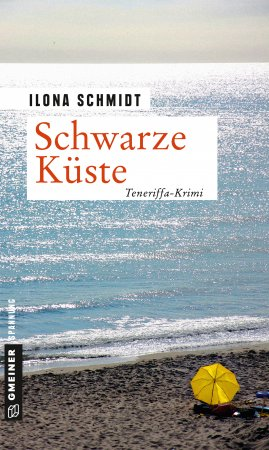 ILONA SCHMIDT
Schwarze
Küste
Teneriffa-Krimi
GMEINER SPANNUNG